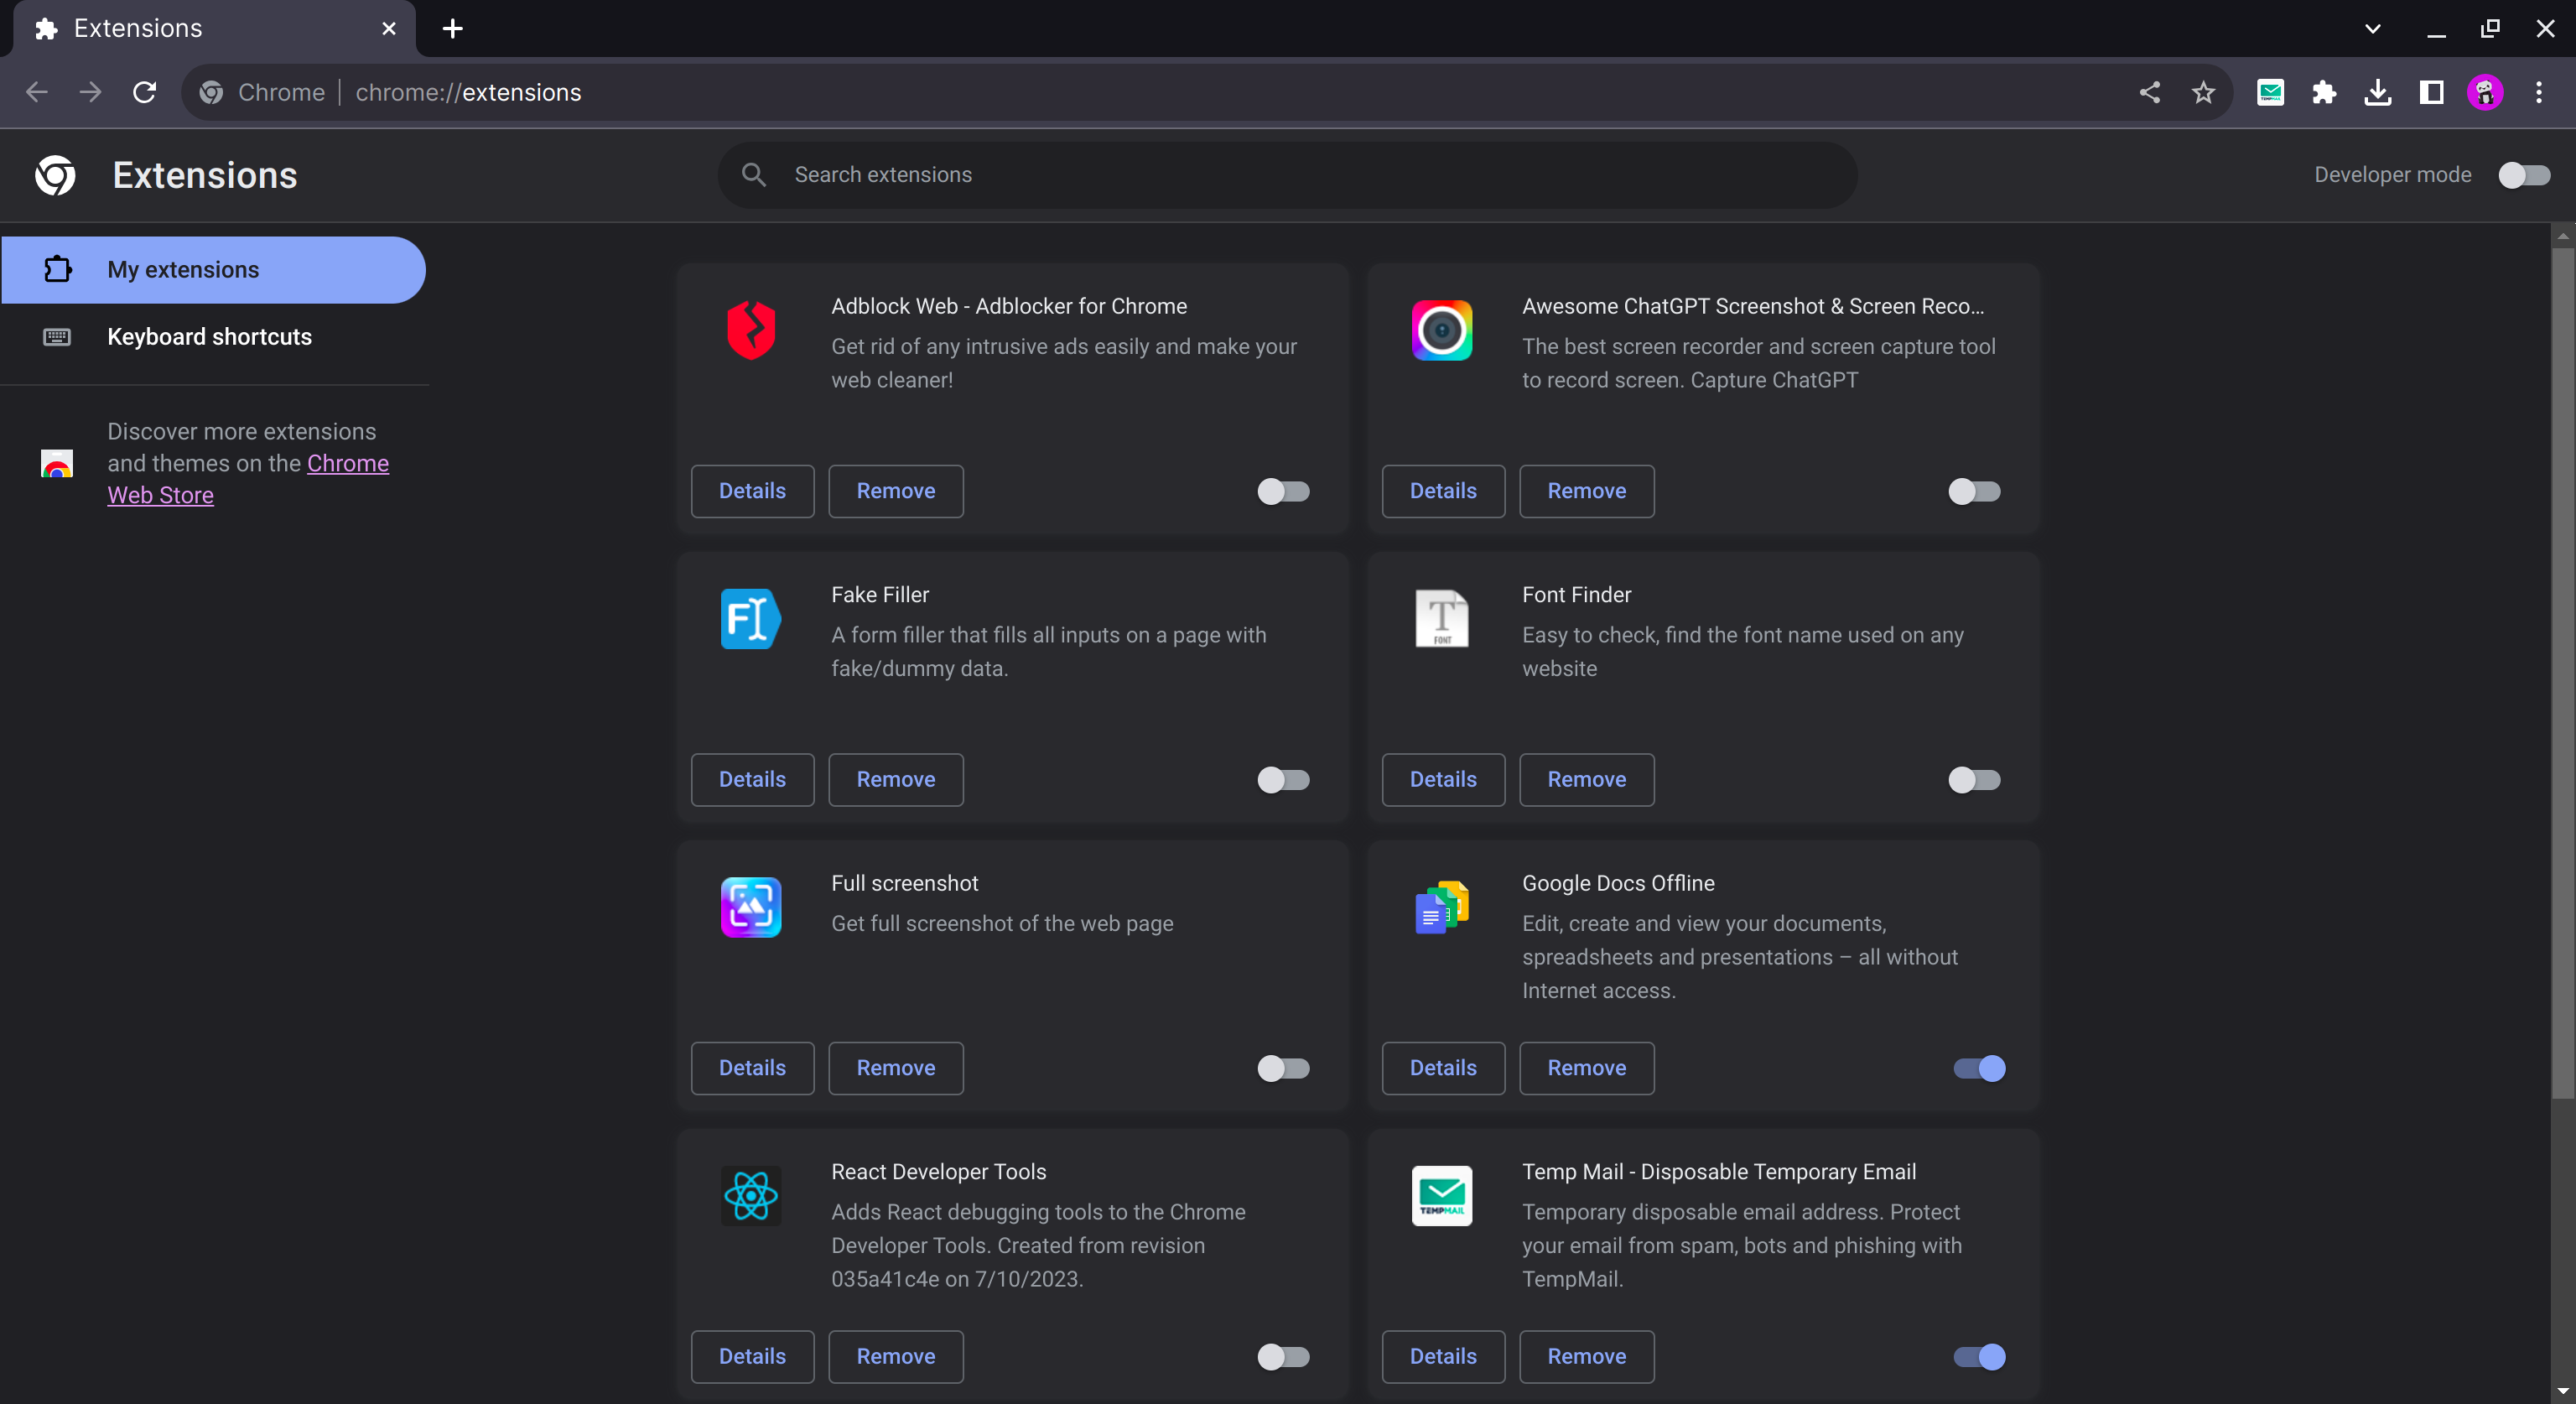 Extensions
Chrome
chrome://extensions
TEMPMAIL
Extensions
Search extensions
Developer mode
My extensions
Keyboard shortcuts
Discover more extensions
and themes on the Chrome
Web Store
Adblock Web - Adblocker for Chrome
Get rid of any intrusive ads easily and make your
web cleaner!
Details
Remove
Awesome ChatGPT Screenshot & Screen Reco...
The best screen recorder and screen capture tool
to record screen. Capture ChatGPT
Details
Remove
F
Fake Filler
A form filler that fills all inputs on a page with
fake/dummy data.
Details
Remove
T
FONT
Font Finder
Easy to check, find the font name used on any
website
Details
Remove
Full screenshot
Get full screenshot of the web page
Details
Remove
Google Docs Offline
Edit, create and view your documents,
spreadsheets and presentations – all without
Internet access.
Details
Remove
React Developer Tools
Adds React debugging tools to the Chrome
Developer Tools. Created from revision
035a41c4e on 7/10/2023.
Details
Remove
TEMPMAIL
Temp Mail - Disposable Temporary Email
Temporary disposable email address. Protect
your email from spam, bots and phishing with
TempMail.
Details
Remove